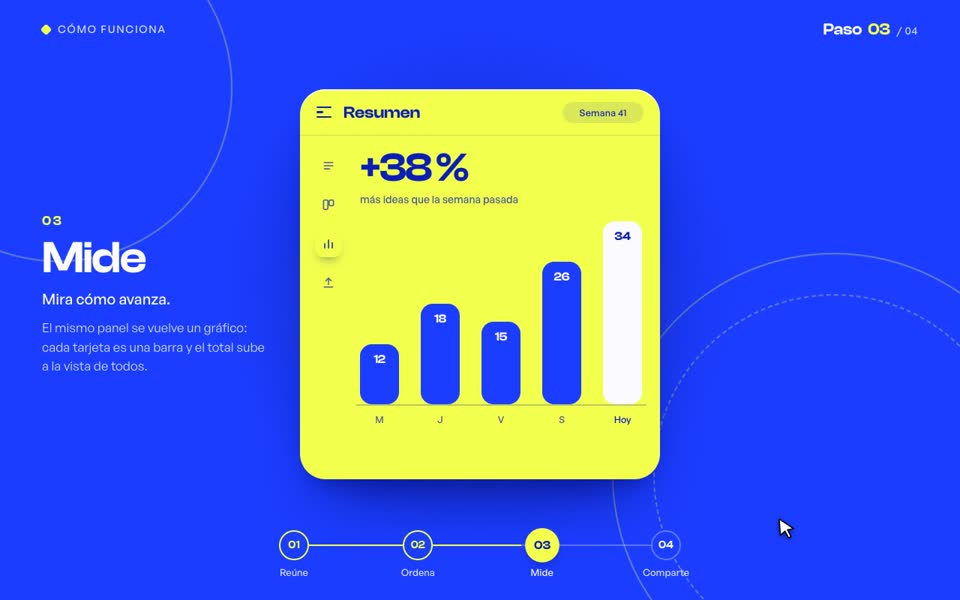 CÓMO FUNCIONA
Paso 03 / 04
Resumen
Semana 41
+38 %
más ideas que la semana pasada
03
Mide
Mira cómo avanza.
El mismo panel se vuelve un gráfico:
cada tarjeta es una barra y el total sube
a la vista de todos.
12
18
15
26
34
M
J
V
S
Hoy
01
02
03
04
Reúne
Ordena
Mide
Comparte